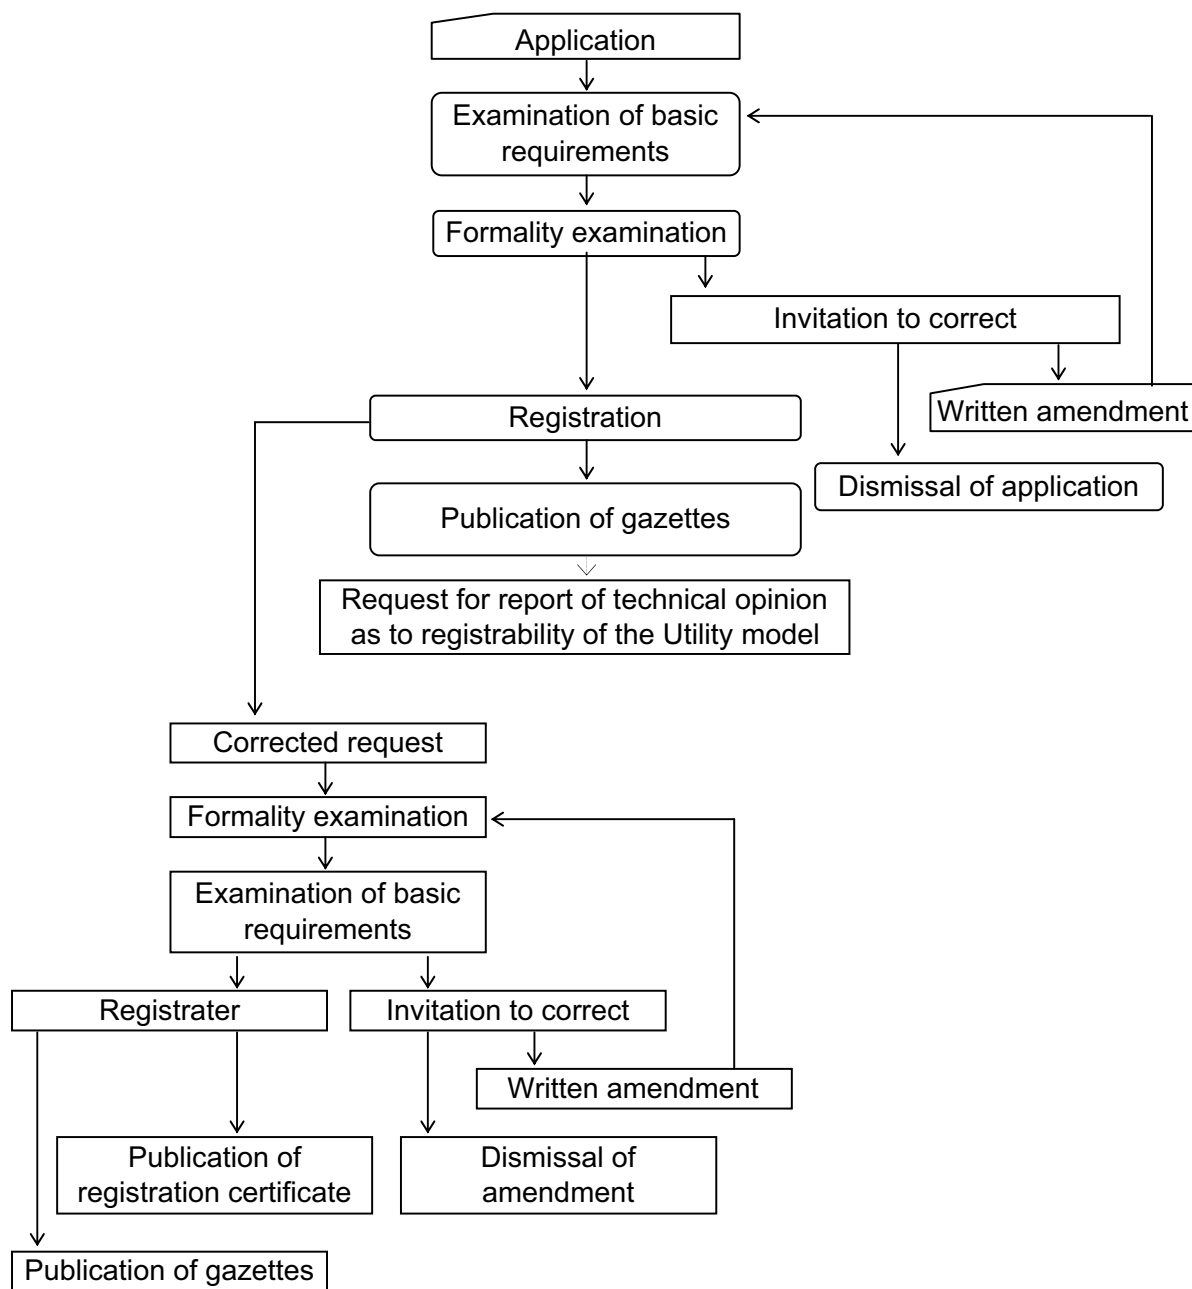 Application
Examination of basic
requirements
Formality examination
Invitation to correct
Written amendment
Registration
Dismissal of application
Publication of gazettes
Request for report of technical opinion
as to registrability of the Utility model
Corrected request
Formality examination
Examination of basic
requirements
Registrater
Invitation to correct
Written amendment
Publication of
registration certificate
Dismissal of
amendment
Publication of gazettes